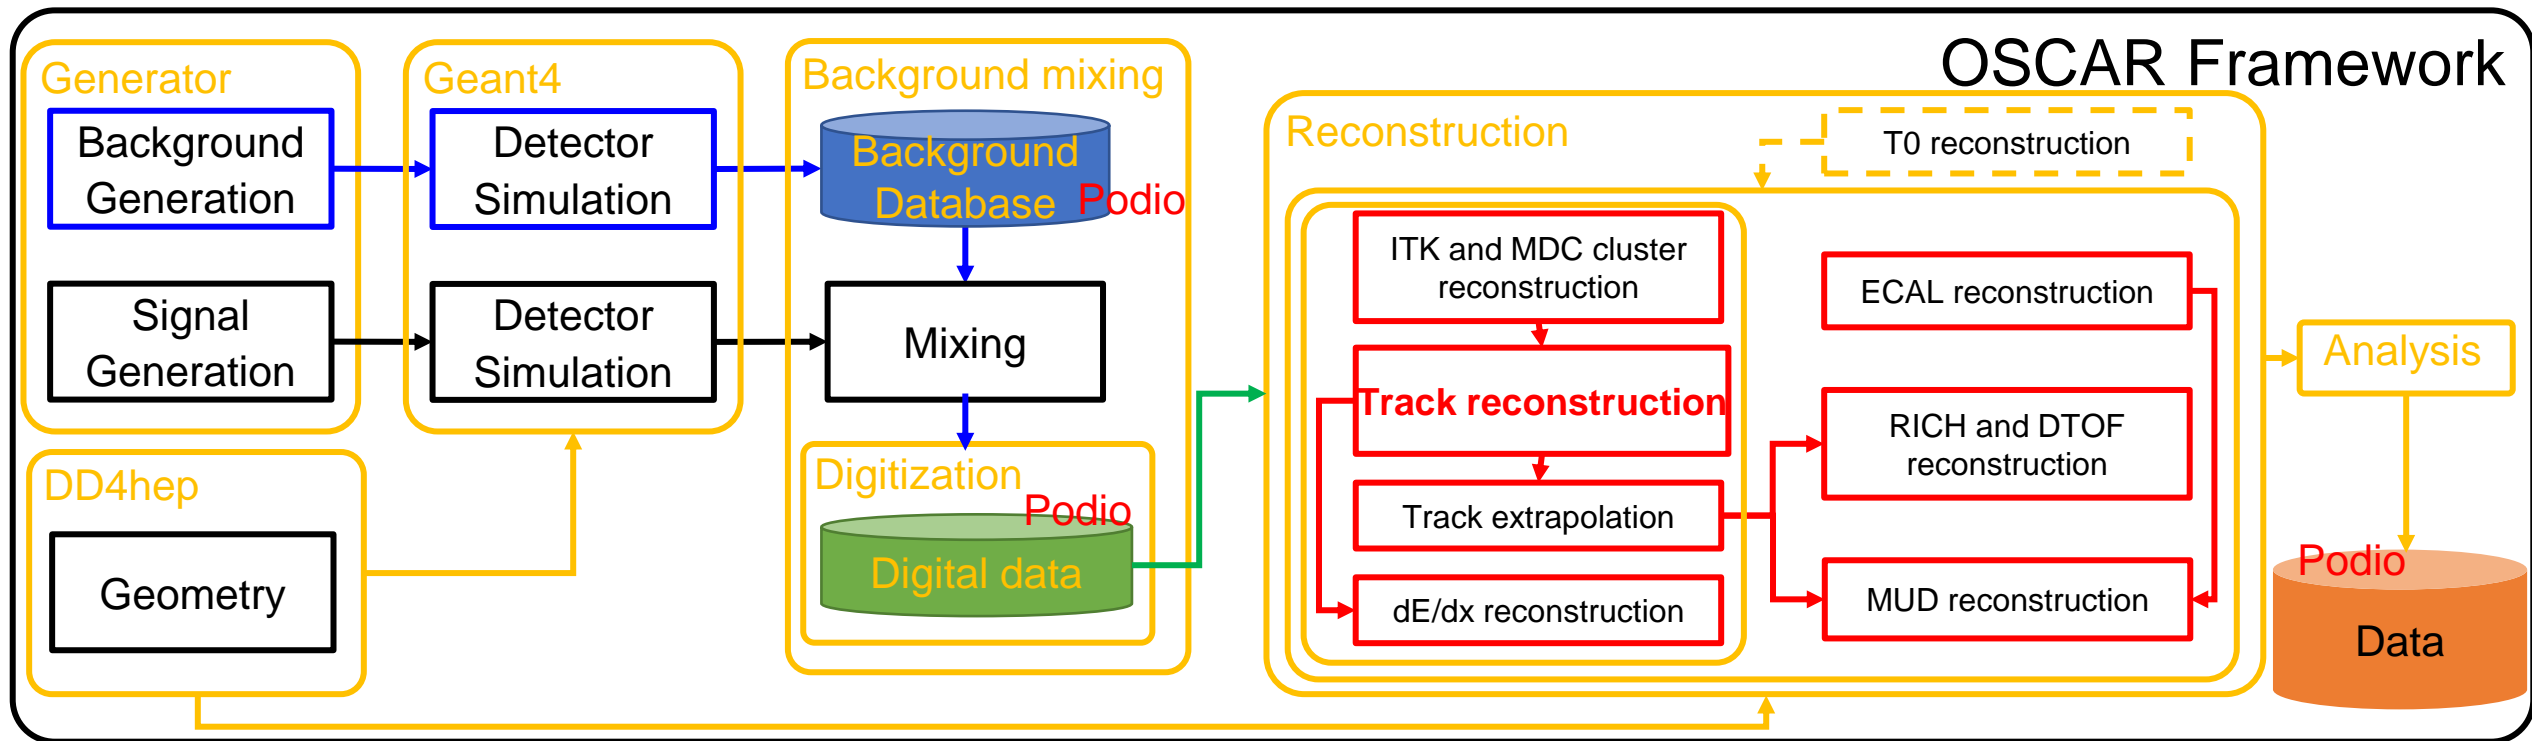 OSCAR Framework
Generator
Background
Generation
Signal
Generation
Geant4
Detector
Simulation
Detector
Simulation
DD4hep
Geometry
Background mixing
Background
Database
Podio
Mixing
Digitization
Podio
Digital data
Reconstruction
T0 reconstruction
ITK and MDC cluster
reconstruction
Track reconstruction
Track extrapolation
dE/dx reconstruction
ECAL reconstruction
RICH and DTOF
reconstruction
MUD reconstruction
Analysis
Podio
Data